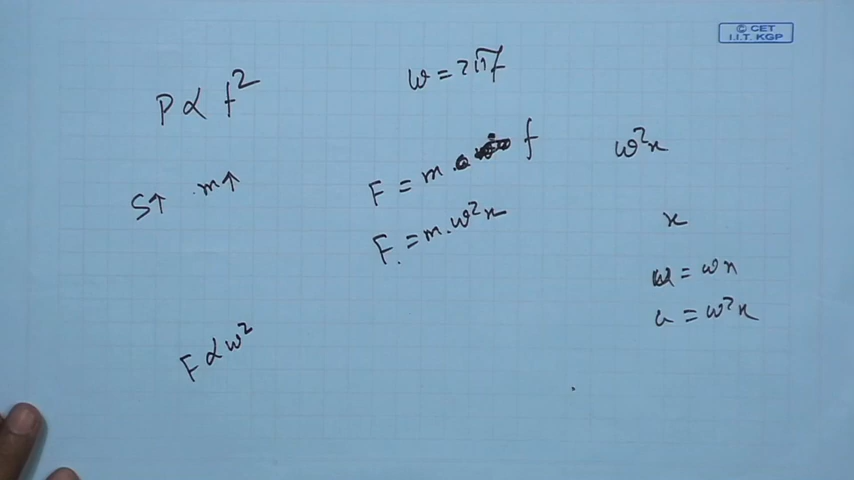 © CET
I.I.T. KGP
P ∝ f²
ω = 2πf
S↑ m↑
F = m. f
F = m.ω²x
ω²x
x
= ωx
a = ω²x
F ∝ ω²